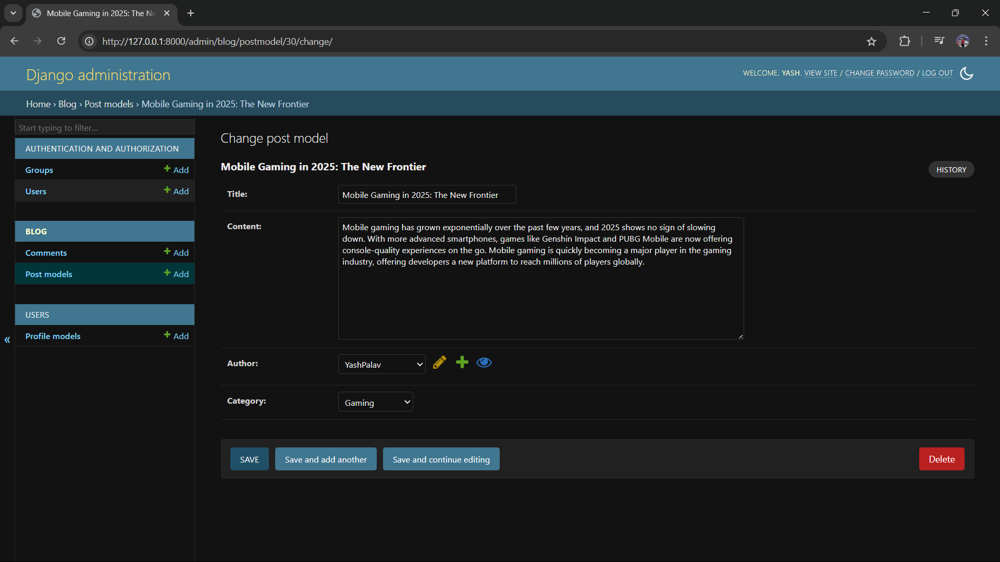 Mobile Gaming in 2025: The Ne
http://127.0.0.1:8000/admin/blog/postmodel/30/change/
Django administration
WELCOME, YASH. VIEW SITE / CHANGE PASSWORD / LOG OUT
Home › Blog › Post models › Mobile Gaming in 2025: The New Frontier
Start typing to filter...
AUTHENTICATION AND AUTHORIZATION
Groups
Add
Users
Add
BLOG
Comments
Add
Post models
Add
USERS
Profile models
Add
«
Change post model
Mobile Gaming in 2025: The New Frontier
HISTORY
Title:
Mobile Gaming in 2025: The New Frontier
Content:
Mobile gaming has grown exponentially over the past few years, and 2025 shows no sign of slowing
down. With more advanced smartphones, games like Genshin Impact and PUBG Mobile are now offering
console-quality experiences on the go. Mobile gaming is quickly becoming a major player in the gaming
industry, offering developers a new platform to reach millions of players globally.
Author:
YashPalav
Category:
Gaming
SAVE
Save and add another
Save and continue editing
Delete